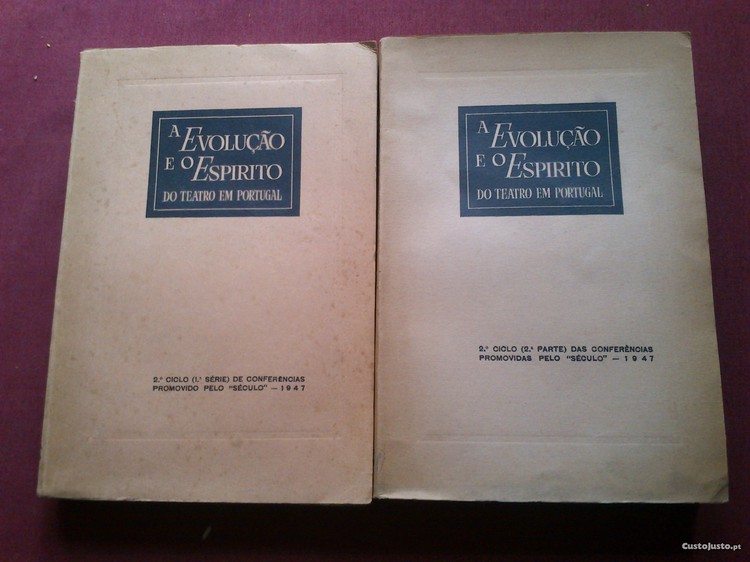 A EVOLUÇÃO
E O ESPIRITO
DO TEATRO EM PORTUGAL
2.º CICLO (1.ª SÉRIE) DE CONFERÊNCIAS
PROMOVIDO PELO "SÉCULO" — 1947
A EVOLUÇÃO
E O ESPIRITO
DO TEATRO EM PORTUGAL
2.º CICLO (2.ª PARTE) DAS CONFERÊNCIAS
PROMOVIDAS PELO "SÉCULO" — 1947
CustoJusto.pt